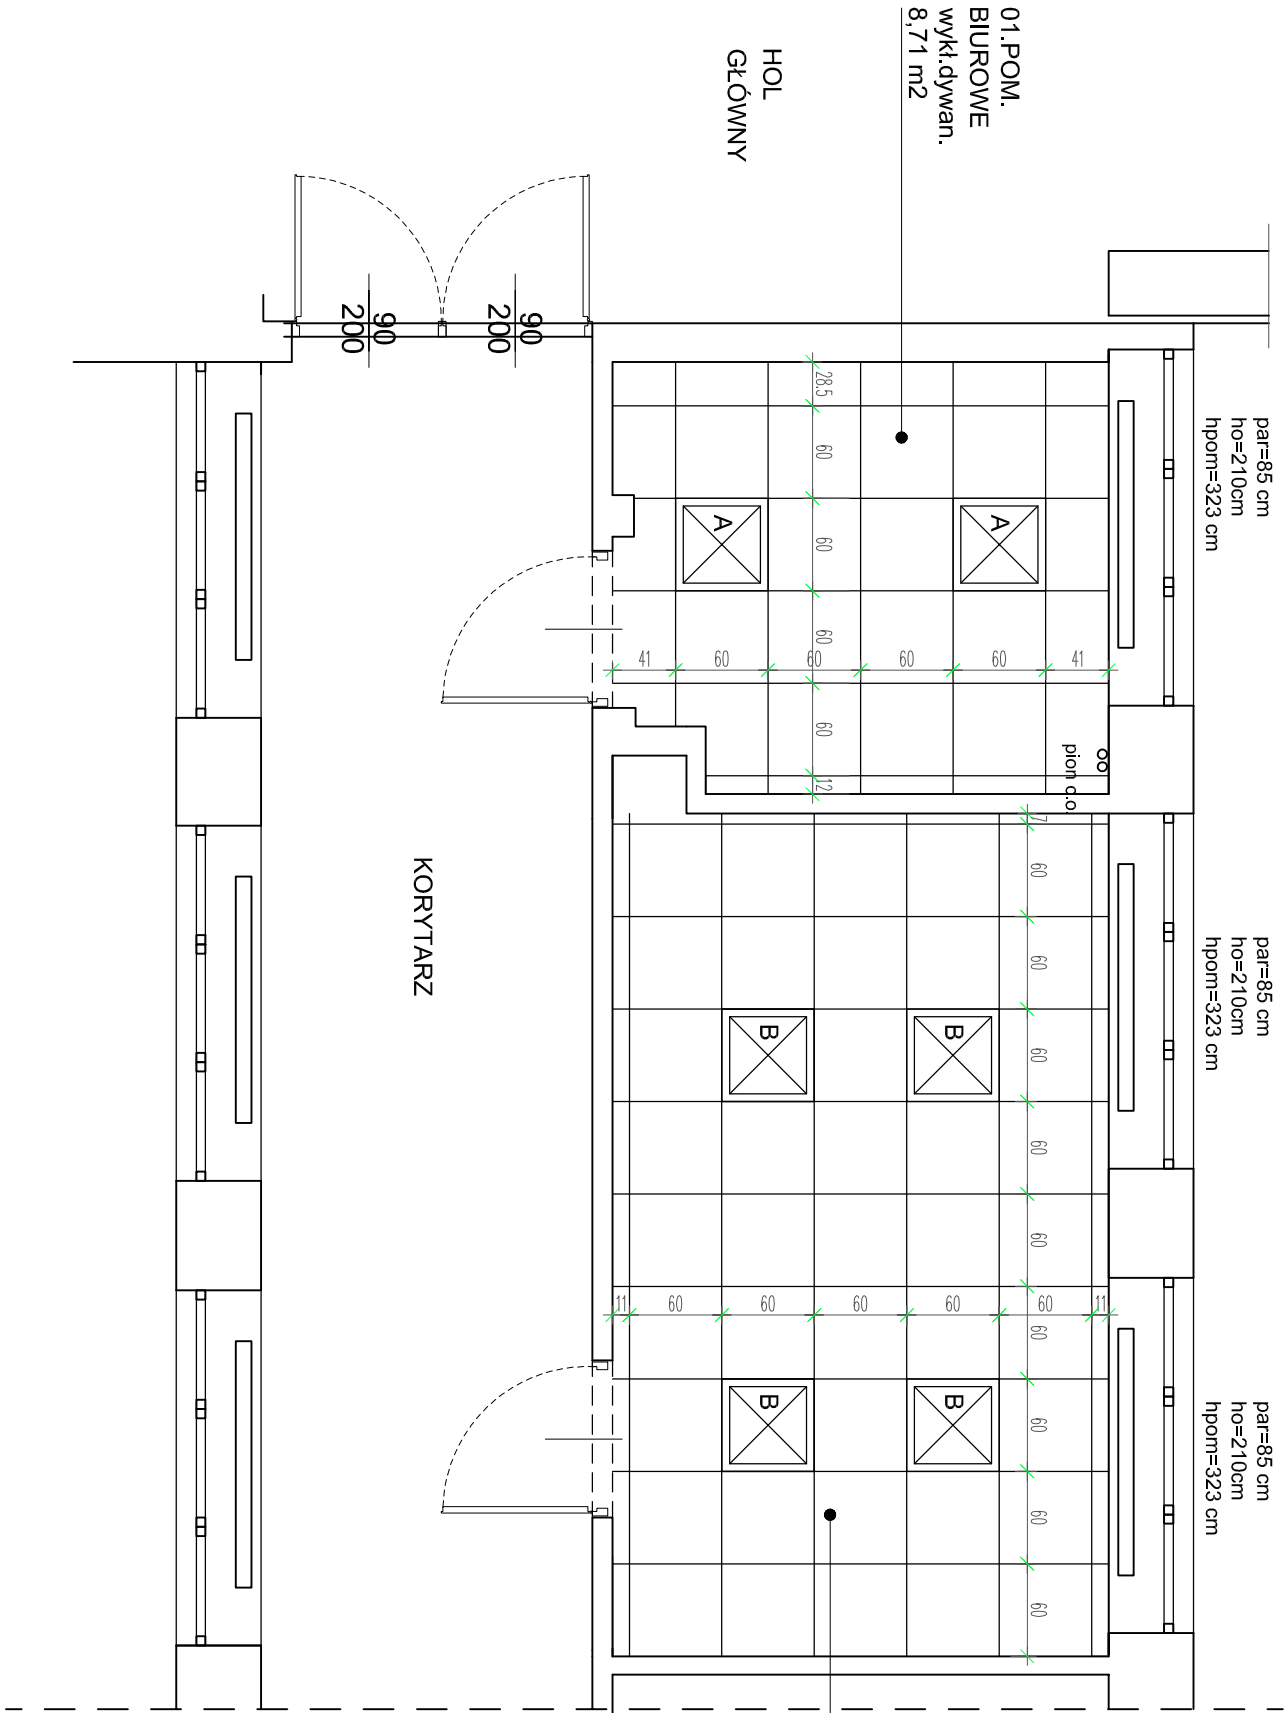 01.POM.
BIUROWE
wykł.dywan.
8,71 m2
HOL
GŁÓWNY
90
200
90
200
par=85 cm
ho=210cm
hpom=323 cm
28.5
60
60
60
60
12
41
60
60
60
60
41
A
A
pion c.o.
par=85 cm
ho=210cm
hpom=323 cm
7
60
60
60
60
60
60
60
60
60
11
60
60
60
60
60
11
B
B
B
B
KORYTARZ
par=85 cm
ho=210cm
hpom=323 cm